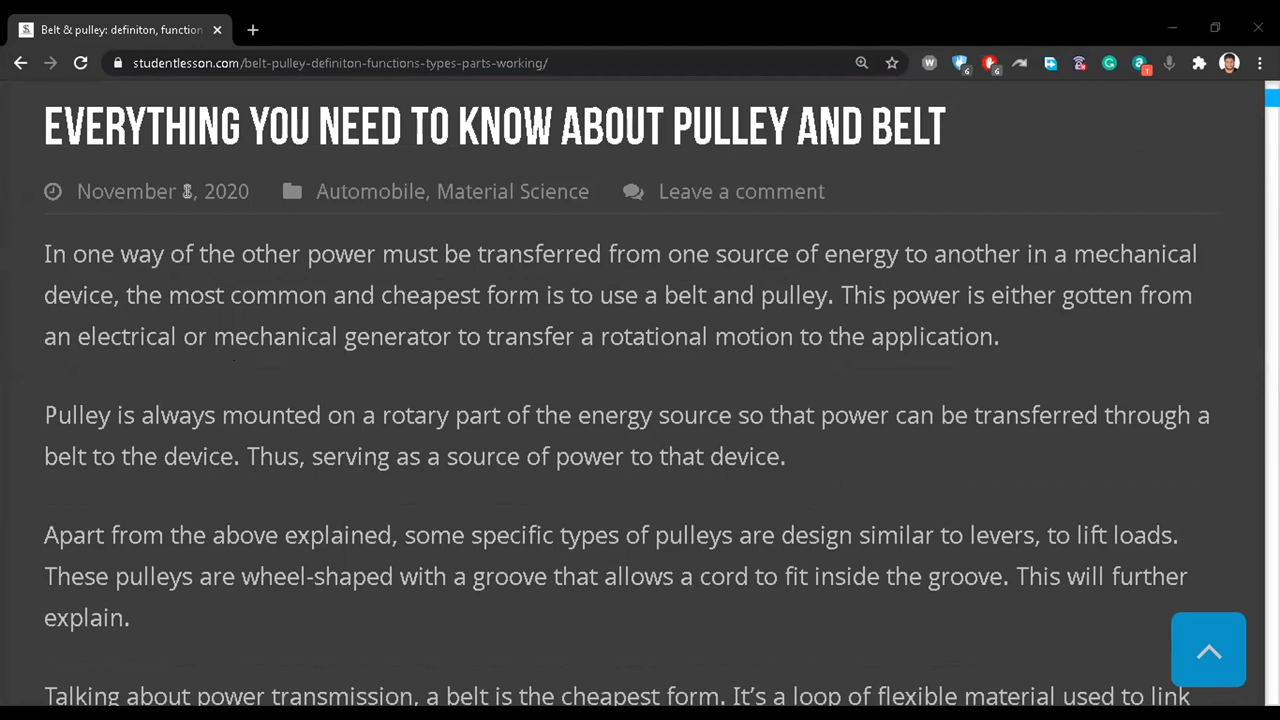 Belt & pulley: definiton, function
studentlesson.com/belt-pulley-definiton-functions-types-parts-working/
EVERYTHING YOU NEED TO KNOW ABOUT PULLEY AND BELT
November , 2020 Automobile, Material Science Leave a comment
In one way of the other power must be transferred from one source of energy to another in a mechanical
device, the most common and cheapest form is to use a belt and pulley. This power is either gotten from
an electrical or mechanical generator to transfer a rotational motion to the application.
Pulley is always mounted on a rotary part of the energy source so that power can be transferred through a
belt to the device. Thus, serving as a source of power to that device.
Apart from the above explained, some specific types of pulleys are design similar to levers, to lift loads.
These pulleys are wheel-shaped with a groove that allows a cord to fit inside the groove. This will further
explain.
Talking about power transmission, a belt is the cheapest form. It’s a loop of flexible material used to link